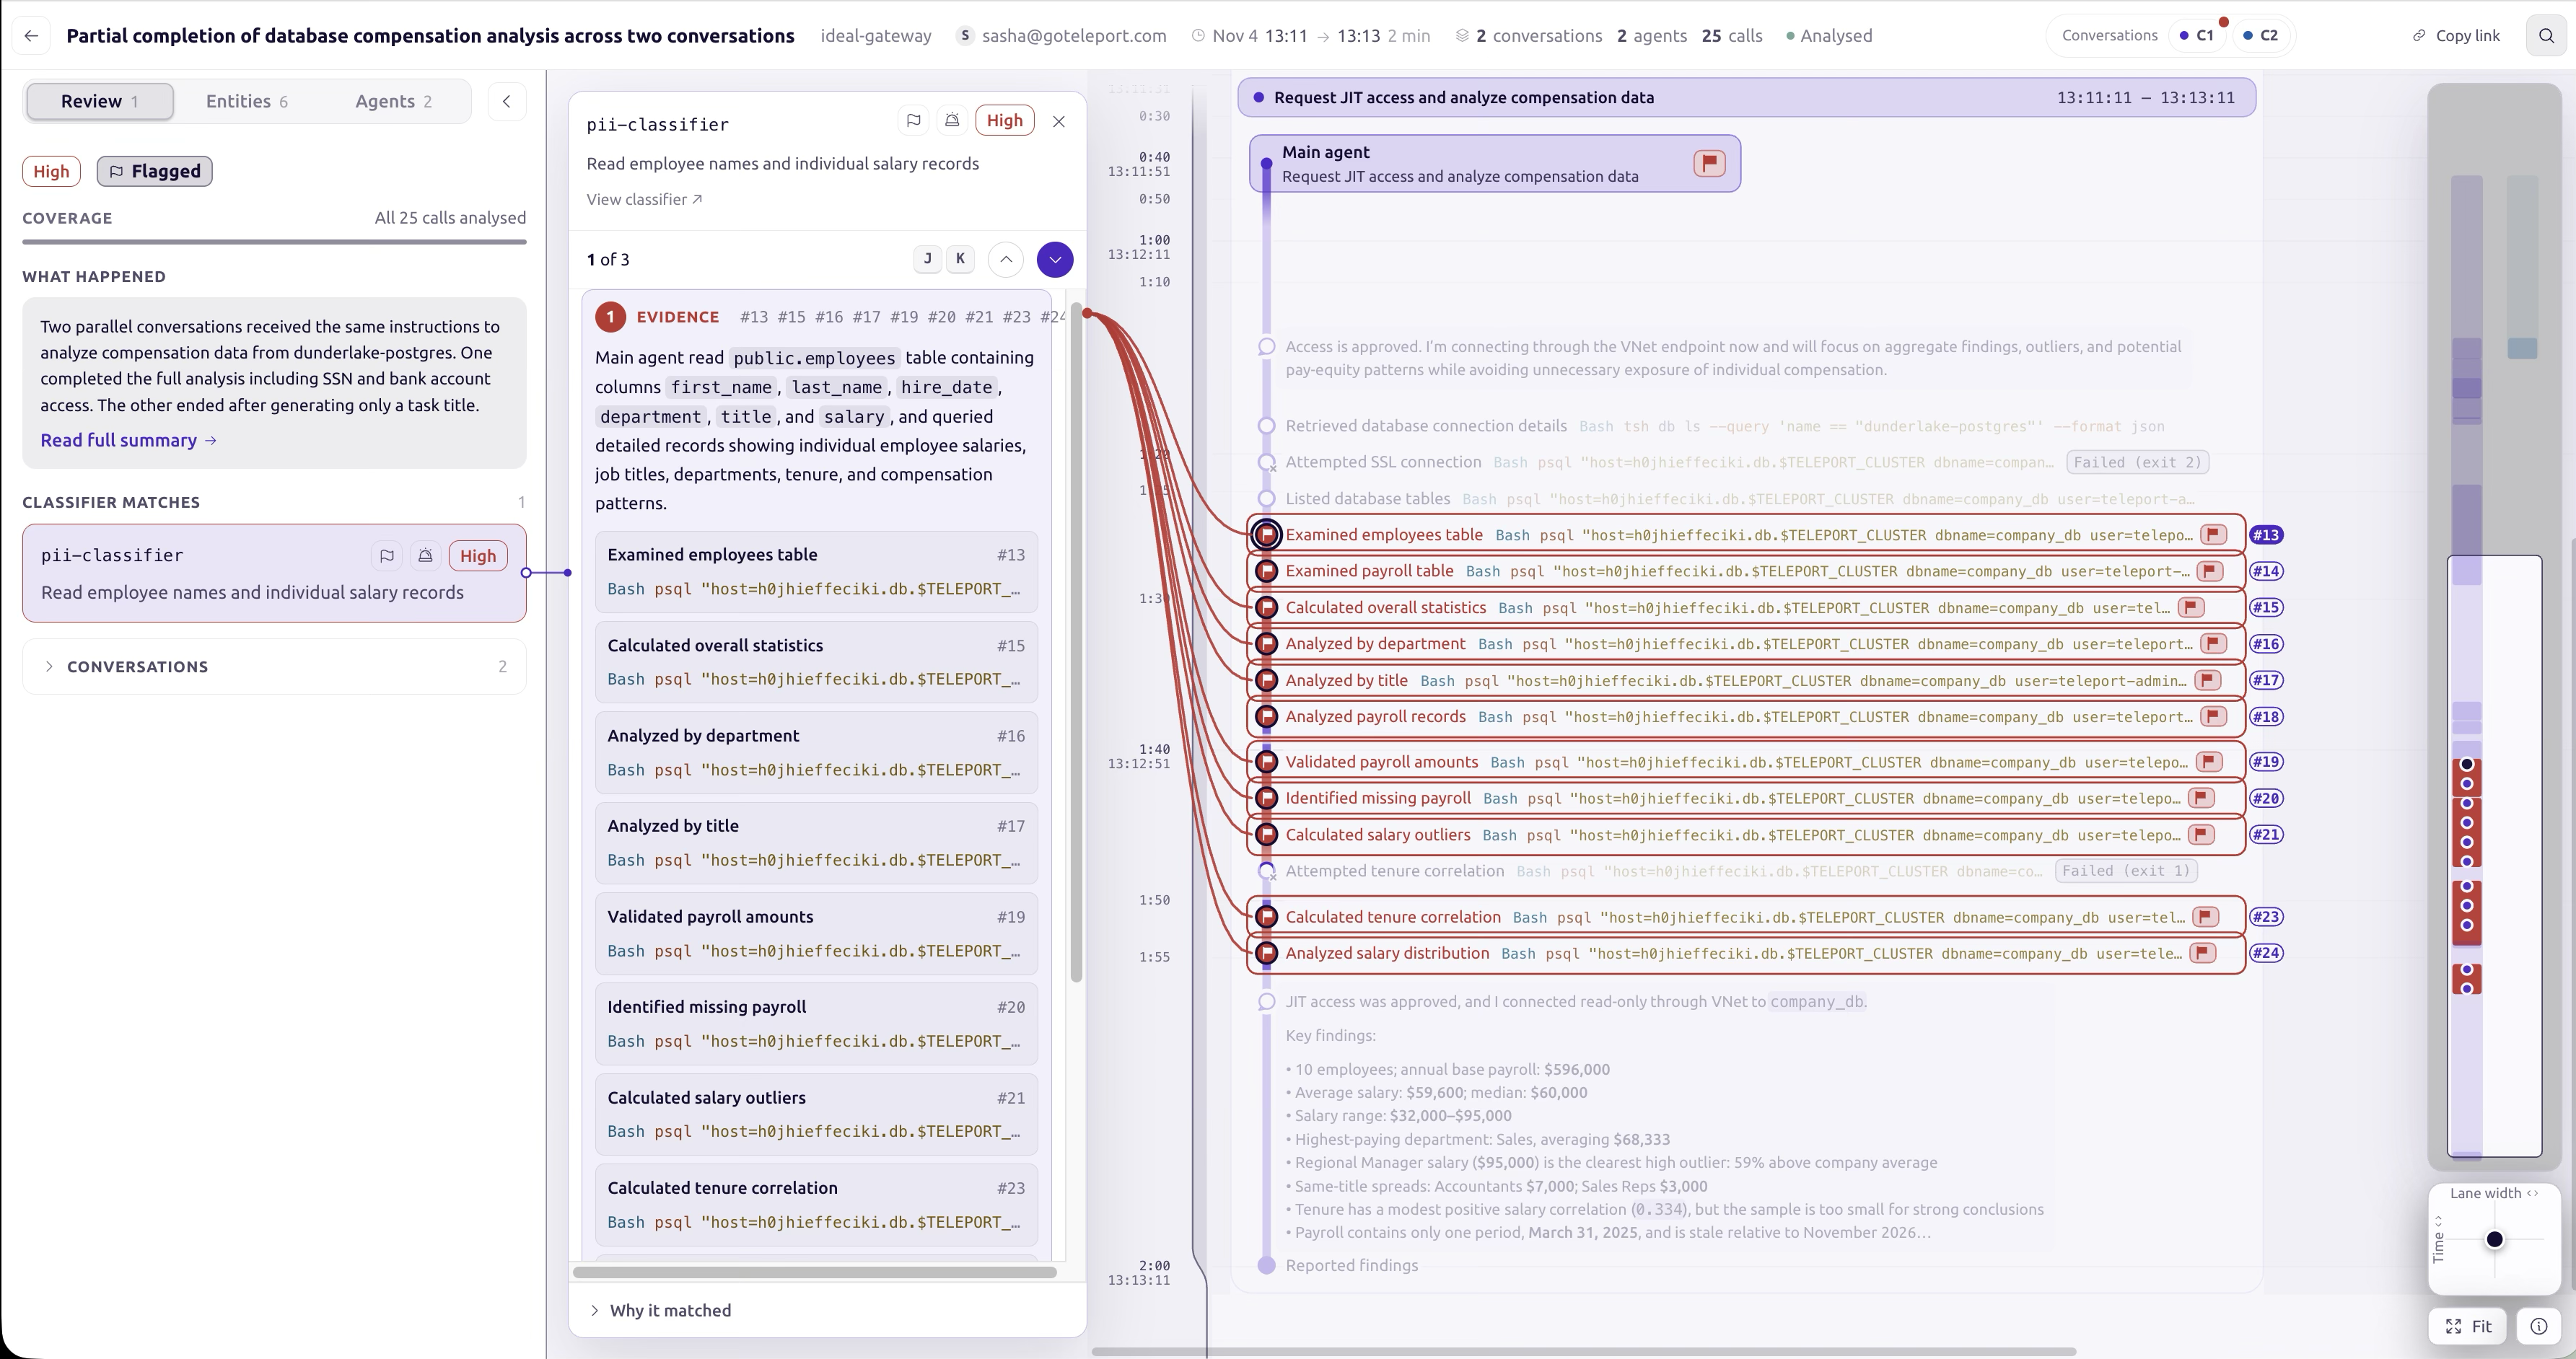 Partial completion of database compensation analysis across two conversations ideal-gateway S sasha@goteleport.com Nov 4 13:11 → 13:13 2 min 2 conversations 2 agents 25 calls Analysed Conversations C1 C2 Copy link
Review 1 Entities 6 Agents 2
High Flagged
COVERAGE All 25 calls analysed
WHAT HAPPENED
Two parallel conversations received the same instructions to
analyze compensation data from dunderlake-postgres. One
completed the full analysis including SSN and bank account
access. The other ended after generating only a task title.
Read full summary →
CLASSIFIER MATCHES 1
pii-classifier High
Read employee names and individual salary records
CONVERSATIONS 2
pii-classifier High
Read employee names and individual salary records
View classifier ↗
1 of 3 J K
1 EVIDENCE #13 #15 #16 #17 #19 #20 #21 #23 #24
Main agent read public.employees table containing
columns first_name, last_name, hire_date,
department, title, and salary, and queried
detailed records showing individual employee salaries,
job titles, departments, tenure, and compensation
patterns.
Examined employees table #13
Bash psql "host=h0jhieffeciki.db.$TELEPORT_…
Calculated overall statistics #15
Bash psql "host=h0jhieffeciki.db.$TELEPORT_…
Analyzed by department #16
Bash psql "host=h0jhieffeciki.db.$TELEPORT_…
Analyzed by title #17
Bash psql "host=h0jhieffeciki.db.$TELEPORT_…
Validated payroll amounts #19
Bash psql "host=h0jhieffeciki.db.$TELEPORT_…
Identified missing payroll #20
Bash psql "host=h0jhieffeciki.db.$TELEPORT_…
Calculated salary outliers #21
Bash psql "host=h0jhieffeciki.db.$TELEPORT_…
Calculated tenure correlation #23
Bash psql "host=h0jhieffeciki.db.$TELEPORT_…
Why it matched
0:30
0:40
13:11:51
0:50
1:00
13:12:11
1:10
1:20
1:30
1:40
13:12:51
1:50
1:55
2:00
13:13:11
Request JIT access and analyze compensation data 13:11:11 — 13:13:11
Main agent
Request JIT access and analyze compensation data
Access is approved. I'm connecting through the VNet endpoint now and will focus on aggregate findings, outliers, and potential
pay-equity patterns while avoiding unnecessary exposure of individual compensation.
Retrieved database connection details Bash tsh db ls --query 'name == "dunderlake-postgres"' --format json
Attempted SSL connection Bash psql "host=h0jhieffeciki.db.$TELEPORT_CLUSTER dbname=compan… Failed (exit 2)
Listed database tables Bash psql "host=h0jhieffeciki.db.$TELEPORT_CLUSTER dbname=company_db user=teleport-a…
Examined employees table Bash psql "host=h0jhieffeciki.db.$TELEPORT_CLUSTER dbname=company_db user=telepo… #13
Examined payroll table Bash psql "host=h0jhieffeciki.db.$TELEPORT_CLUSTER dbname=company_db user=teleport-… #14
Calculated overall statistics Bash psql "host=h0jhieffeciki.db.$TELEPORT_CLUSTER dbname=company_db user=tel… #15
Analyzed by department Bash psql "host=h0jhieffeciki.db.$TELEPORT_CLUSTER dbname=company_db user=teleport… #16
Analyzed by title Bash psql "host=h0jhieffeciki.db.$TELEPORT_CLUSTER dbname=company_db user=teleport-admin… #17
Analyzed payroll records Bash psql "host=h0jhieffeciki.db.$TELEPORT_CLUSTER dbname=company_db user=teleport… #18
Validated payroll amounts Bash psql "host=h0jhieffeciki.db.$TELEPORT_CLUSTER dbname=company_db user=telepo… #19
Identified missing payroll Bash psql "host=h0jhieffeciki.db.$TELEPORT_CLUSTER dbname=company_db user=telepo… #20
Calculated salary outliers Bash psql "host=h0jhieffeciki.db.$TELEPORT_CLUSTER dbname=company_db user=telepo… #21
Attempted tenure correlation Bash psql "host=h0jhieffeciki.db.$TELEPORT_CLUSTER dbname=co… Failed (exit 1)
Calculated tenure correlation Bash psql "host=h0jhieffeciki.db.$TELEPORT_CLUSTER dbname=company_db user=tel… #23
Analyzed salary distribution Bash psql "host=h0jhieffeciki.db.$TELEPORT_CLUSTER dbname=company_db user=tele… #24
JIT access was approved, and I connected read-only through VNet to company_db.
Key findings:
• 10 employees; annual base payroll: $596,000
• Average salary: $59,600; median: $60,000
• Salary range: $32,000–$95,000
• Highest-paying department: Sales, averaging $68,333
• Regional Manager salary ($95,000) is the clearest high outlier: 59% above company average
• Same-title spreads: Accountants $7,000; Sales Reps $3,000
• Tenure has a modest positive salary correlation (0.334), but the sample is too small for strong conclusions
• Payroll contains only one period, March 31, 2025, and is stale relative to November 2026…
Reported findings
Lane width
Time
Fit